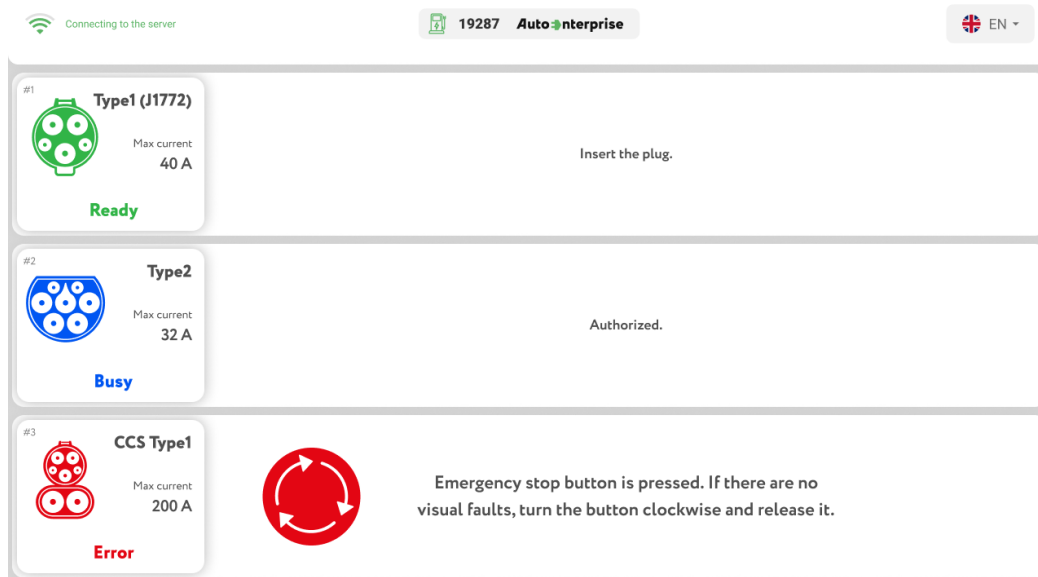 Connecting to the server
19287 Auto nterprise
EN
#1
Type1 (J1772)
Max current
40 A
Ready
Insert the plug.
#2
Type2
Max current
32 A
Busy
Authorized.
#3
CCS Type1
Max current
200 A
Error
Emergency stop button is pressed. If there are no
visual faults, turn the button clockwise and release it.